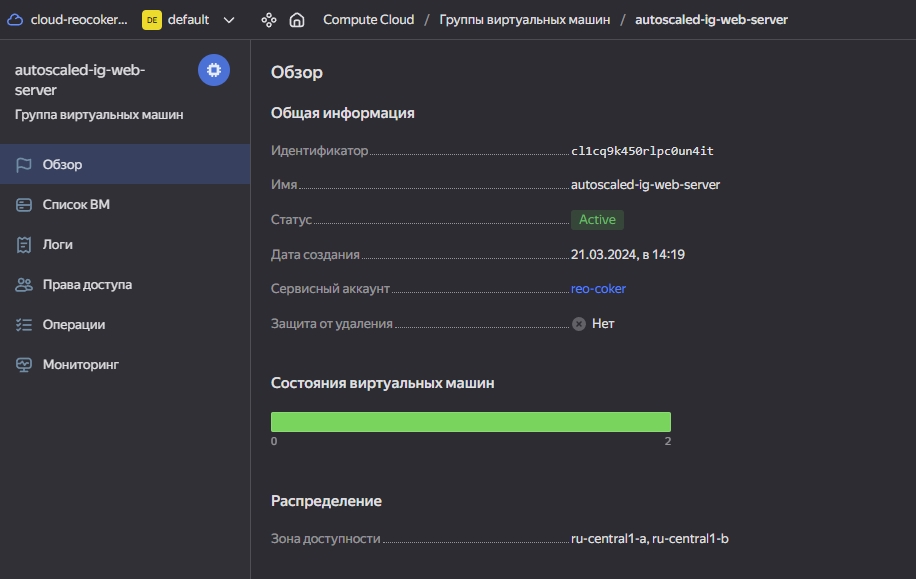 cloud-reocoker... DE default Compute Cloud / Группы виртуальных машин / autoscaled-ig-web-server
autoscaled-ig-web-
server
Группа виртуальных машин
Обзор
Список ВМ
Логи
Права доступа
Операции
Мониторинг
Обзор
Общая информация
Идентификатор cl1cq9k450rlpc0un4it
Имя autoscaled-ig-web-server
Статус Active
Дата создания 21.03.2024, в 14:19
Сервисный аккаунт reo-coker
Защита от удаления Нет
Состояния виртуальных машин
0 2
Распределение
Зона доступности ru-central1-a, ru-central1-b